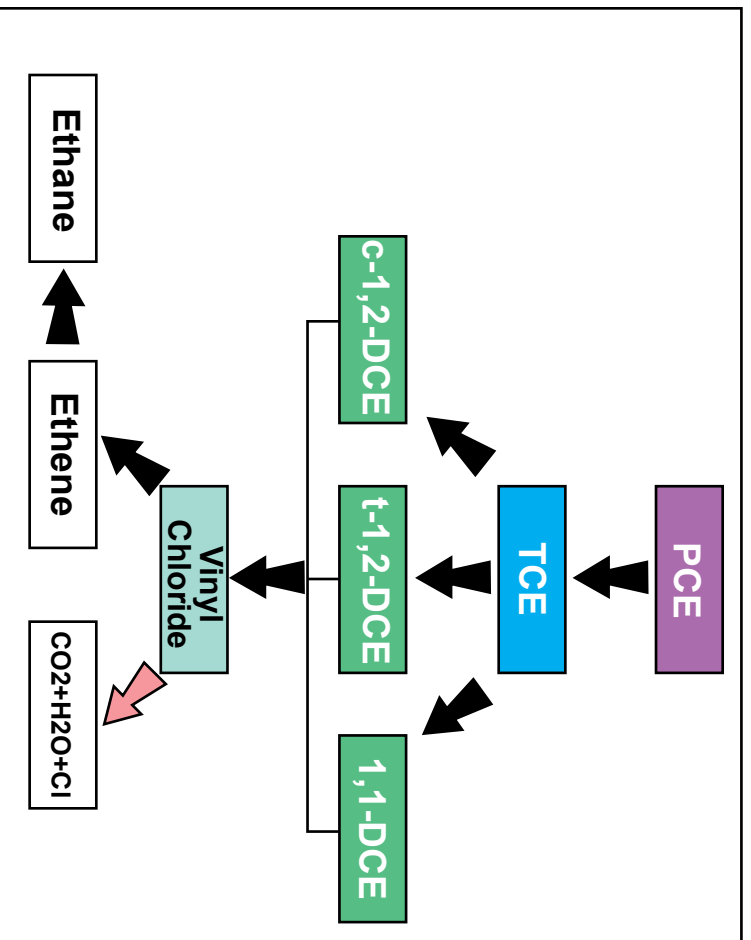 PCE
TCE
c-1,2-DCE
t-1,2-DCE
1,1-DCE
Vinyl
Chloride
Ethane
Ethene
CO2+H2O+Cl